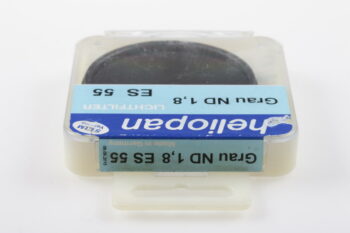 heliopan
LICHTFILTER
Grau ND 1,8
ES 55
Made in Germany
Grau ND 1,8 ES 55